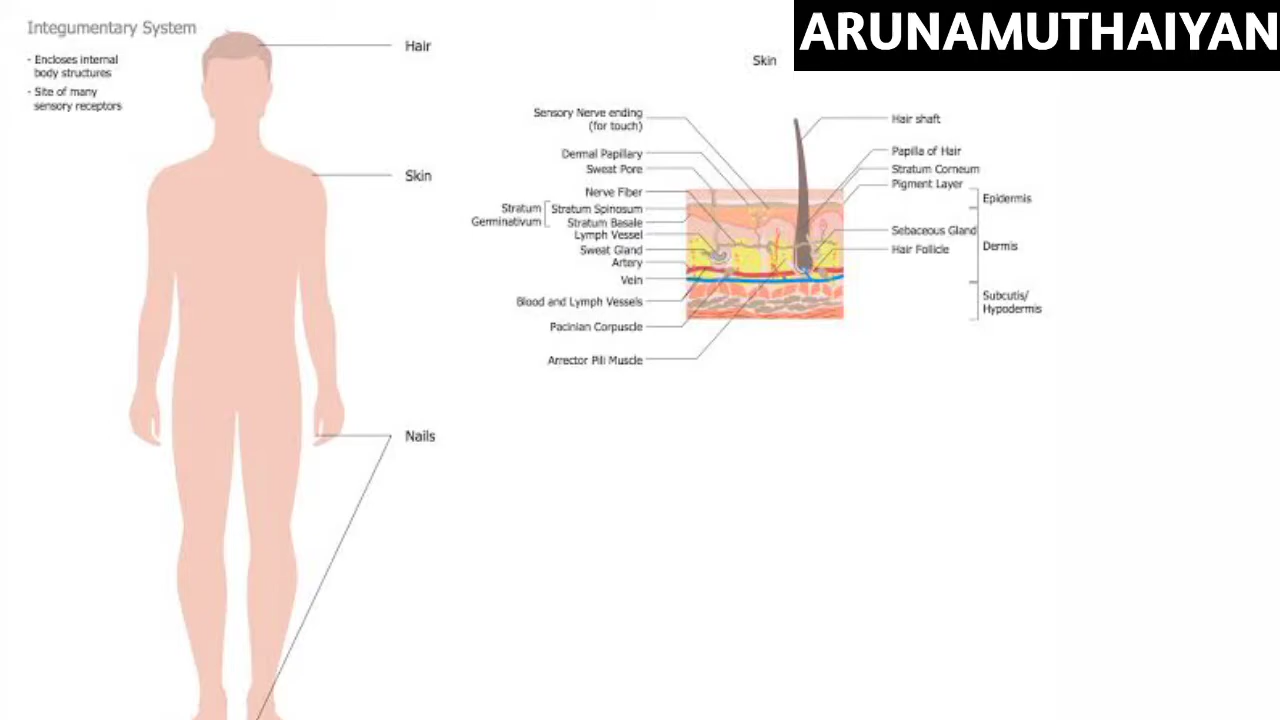 Integumentary System
- Encloses internal
body structures
- Site of many
sensory receptors
Hair
Skin
Nails
ARUNAMUTHAIYAN
Skin
Sensory Nerve ending
(for touch)
Dermal Papillary
Sweat Pore
Nerve Fiber
Stratum
Germinativum
Stratum Spinosum
Stratum Basale
Lymph Vessel
Sweat Gland
Artery
Vein
Blood and Lymph Vessels
Pacinian Corpuscle
Arrector Pili Muscle
Hair shaft
Papilla of Hair
Stratum Corneum
Pigment Layer
Sebaceous Gland
Hair Follicle
Epidermis
Dermis
Subcutis/
Hypodermis